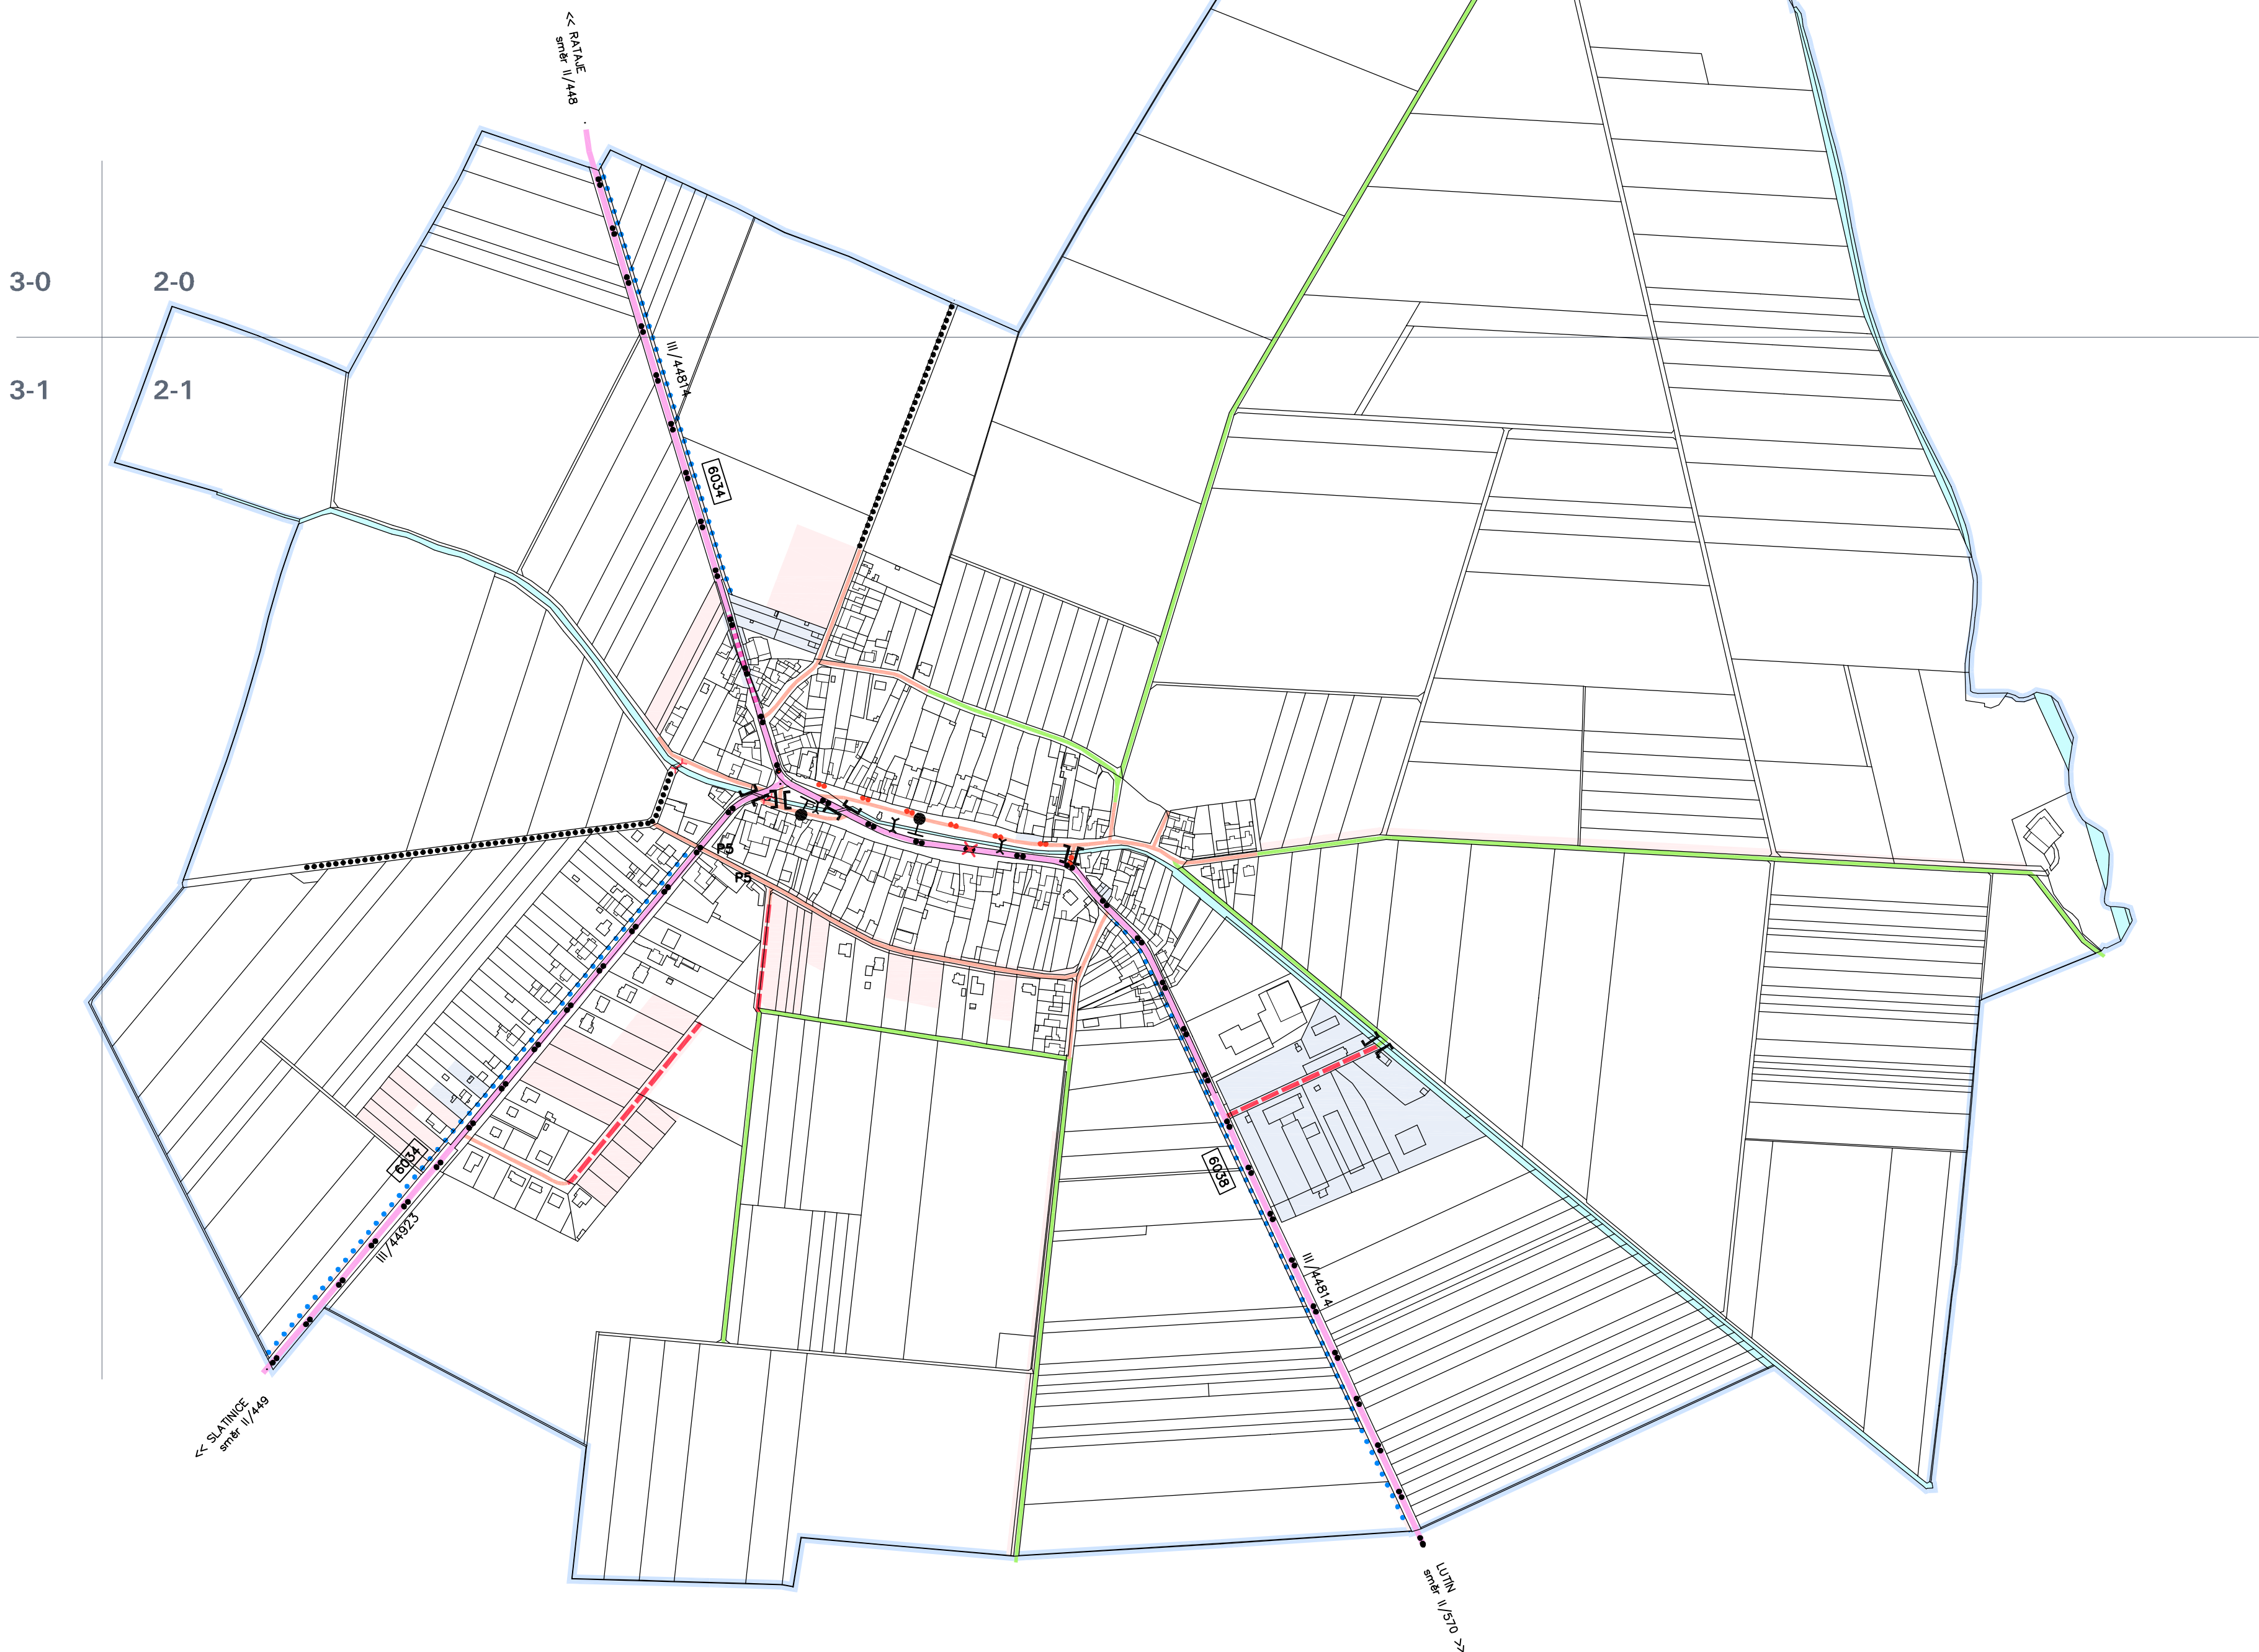 << RATAJE
směr II/448
3-0
2-0
3-1
2-1
III/44814
6034
P5
P5
6034
III/44923
6038
III/44814
<< SLATINICE
směr II/449
LUTÍN
směr II/570 >>